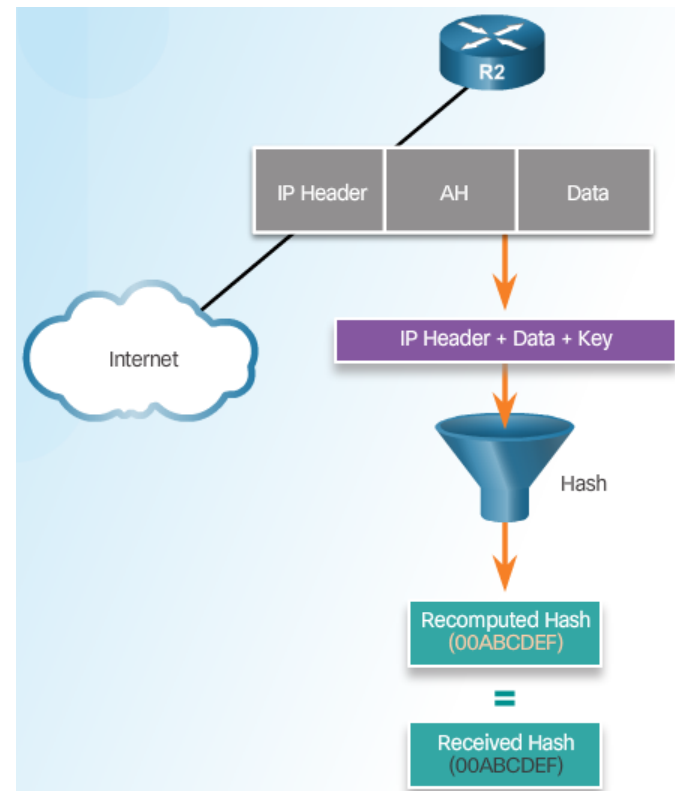 R2
IP Header
AH
Data
IP Header + Data + Key
Internet
Hash
Recomputed Hash
(00ABCDEF)
=
Received Hash
(00ABCDEF)